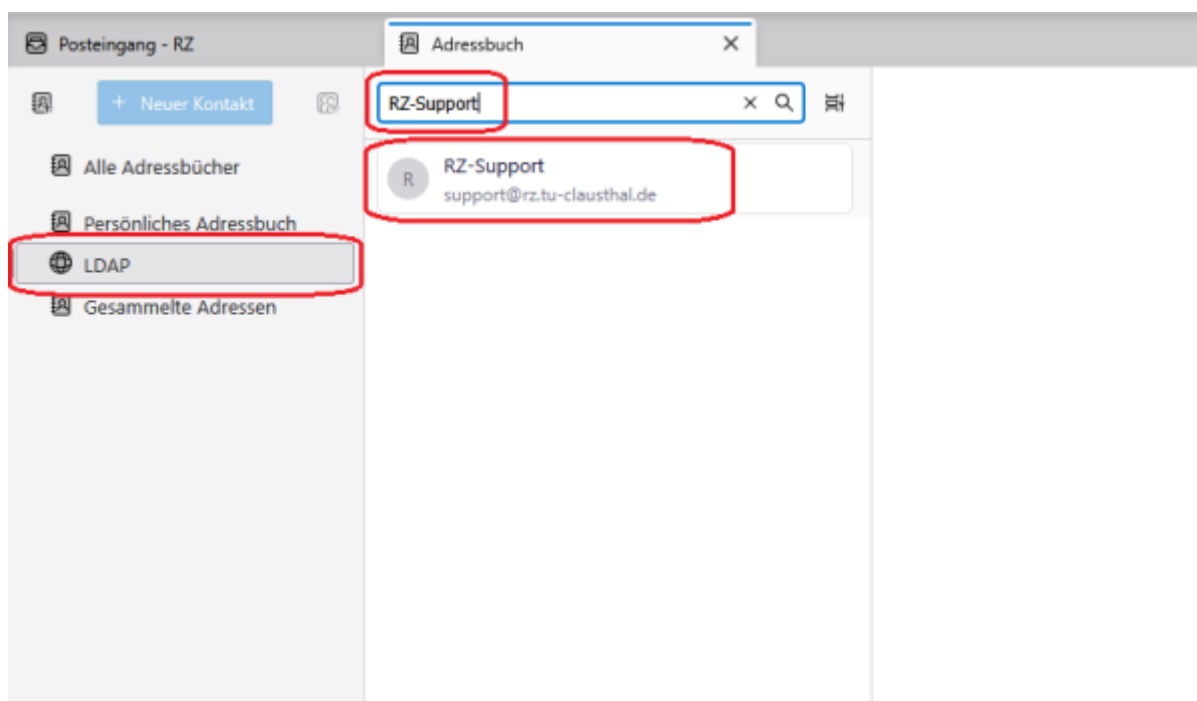 Posteingang - RZ
Adressbuch
+ Neuer Kontakt
RZ-Support
Alle Adressbücher
Persönliches Adressbuch
LDAP
Gesammelte Adressen
R
RZ-Support
support@rz.tu-clausthal.de